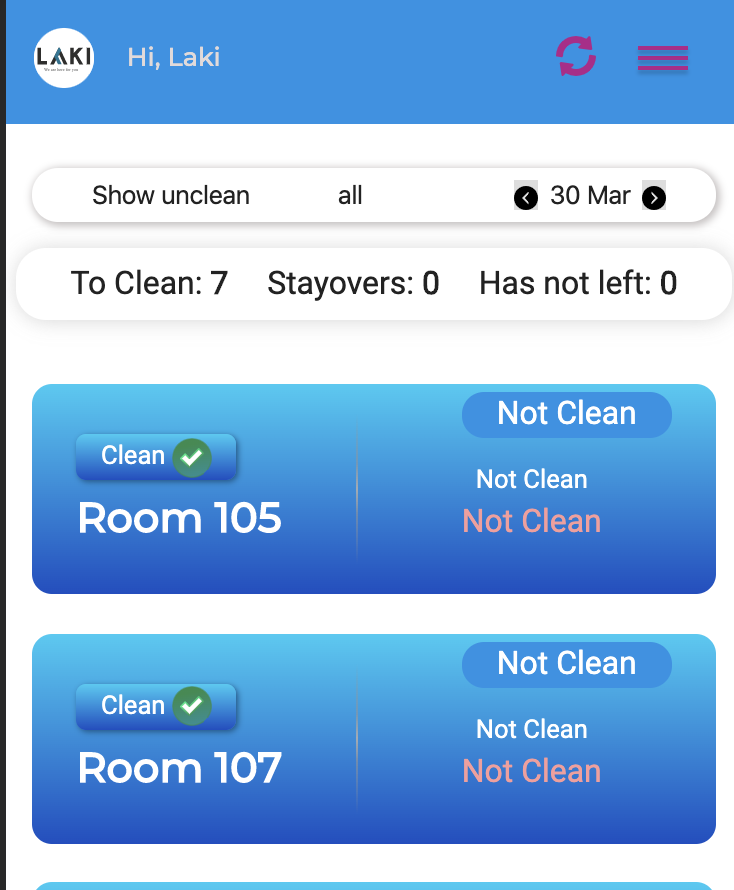 LAKI
We are here for you
Hi, Laki
Show unclean all 30 Mar
To Clean: 7 Stayovers: 0 Has not left: 0
Not Clean
Clean
Not Clean
Room 105
Not Clean
Not Clean
Clean
Not Clean
Room 107
Not Clean